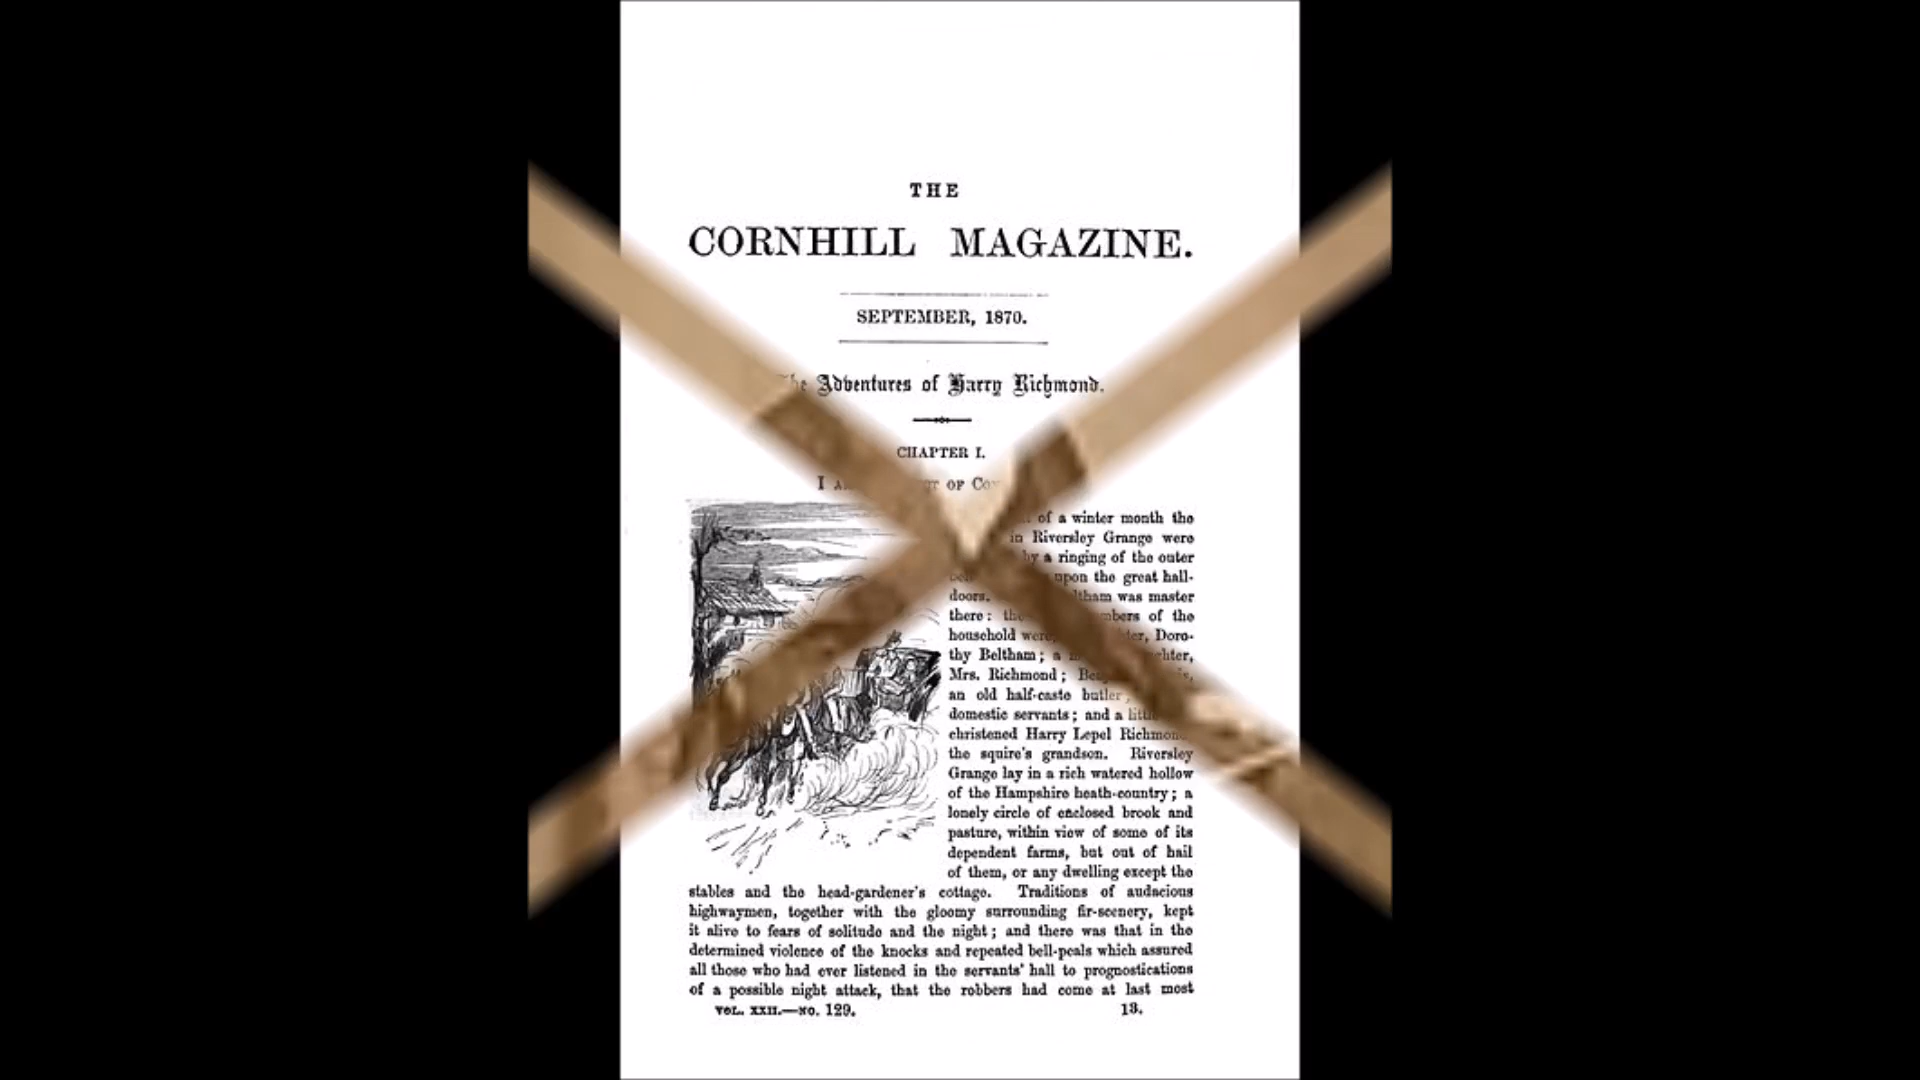 THE
CORNHILL MAGAZINE.
SEPTEMBER, 1870.
The Adventures of Harry Richmond.
CHAPTER I.
I OF
of a winter month the
in Riversley Grange were
by a ringing of the outer
upon the great hall-
doors. was master
there: of the
household were, Doro-
thy Beltham; a
Mrs. Richmond;
an old half-caste butler,
domestic servants; and a
christened Harry Lepel Richmond
the squire's grandson. Riversley
Grange lay in a rich watered hollow
of the Hampshire heath-country; a
lonely circle of enclosed brook and
pasture, within view of some of its
dependent farms, but out of hail
of them, or any dwelling except the
stables and the head-gardener's cottage. Traditions of audacious
highwaymen, together with the gloomy surrounding fir-scenery, kept
it alive to fears of solitude and the night; and there was that in the
determined violence of the knocks and repeated bell-peals which assured
all those who had ever listened in the servants' hall to prognostications
of a possible night attack, that the robbers had come at last most
VOL. XXII.—NO. 129. 13.